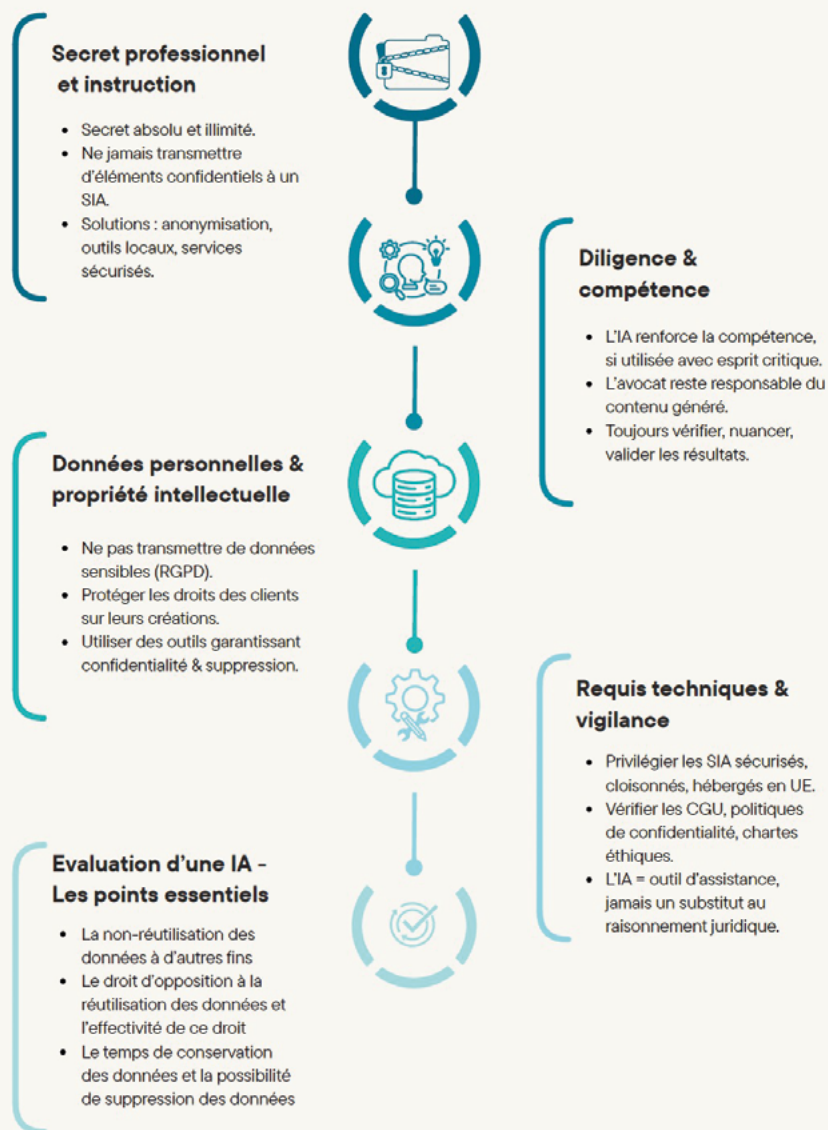 Secret professionnel
et instruction
• Secret absolu et illimité.
• Ne jamais transmettre
d'éléments confidentiels à un
SIA.
• Solutions : anonymisation,
outils locaux, services
sécurisés.
Diligence &
compétence
• L'IA renforce la compétence,
si utilisée avec esprit critique.
• L'avocat reste responsable du
contenu généré.
• Toujours vérifier, nuancer,
valider les résultats.
Données personnelles &
propriété intellectuelle
• Ne pas transmettre de données
sensibles (RGPD).
• Protéger les droits des clients
sur leurs créations.
• Utiliser des outils garantissant
confidentialité & suppression.
Requis techniques &
vigilance
• Privilégier les SIA sécurisés,
cloisonnés, hébergés en UE.
• Vérifier les CGU, politiques
de confidentialité, chartes
éthiques.
• L'IA = outil d'assistance,
jamais un substitut au
raisonnement juridique.
Evaluation d'une IA -
Les points essentiels
• La non-réutilisation des
données à d'autres fins
• Le droit d'opposition à la
réutilisation des données et
l'effectivité de ce droit
• Le temps de conservation
des données et la possibilité
de suppression des données